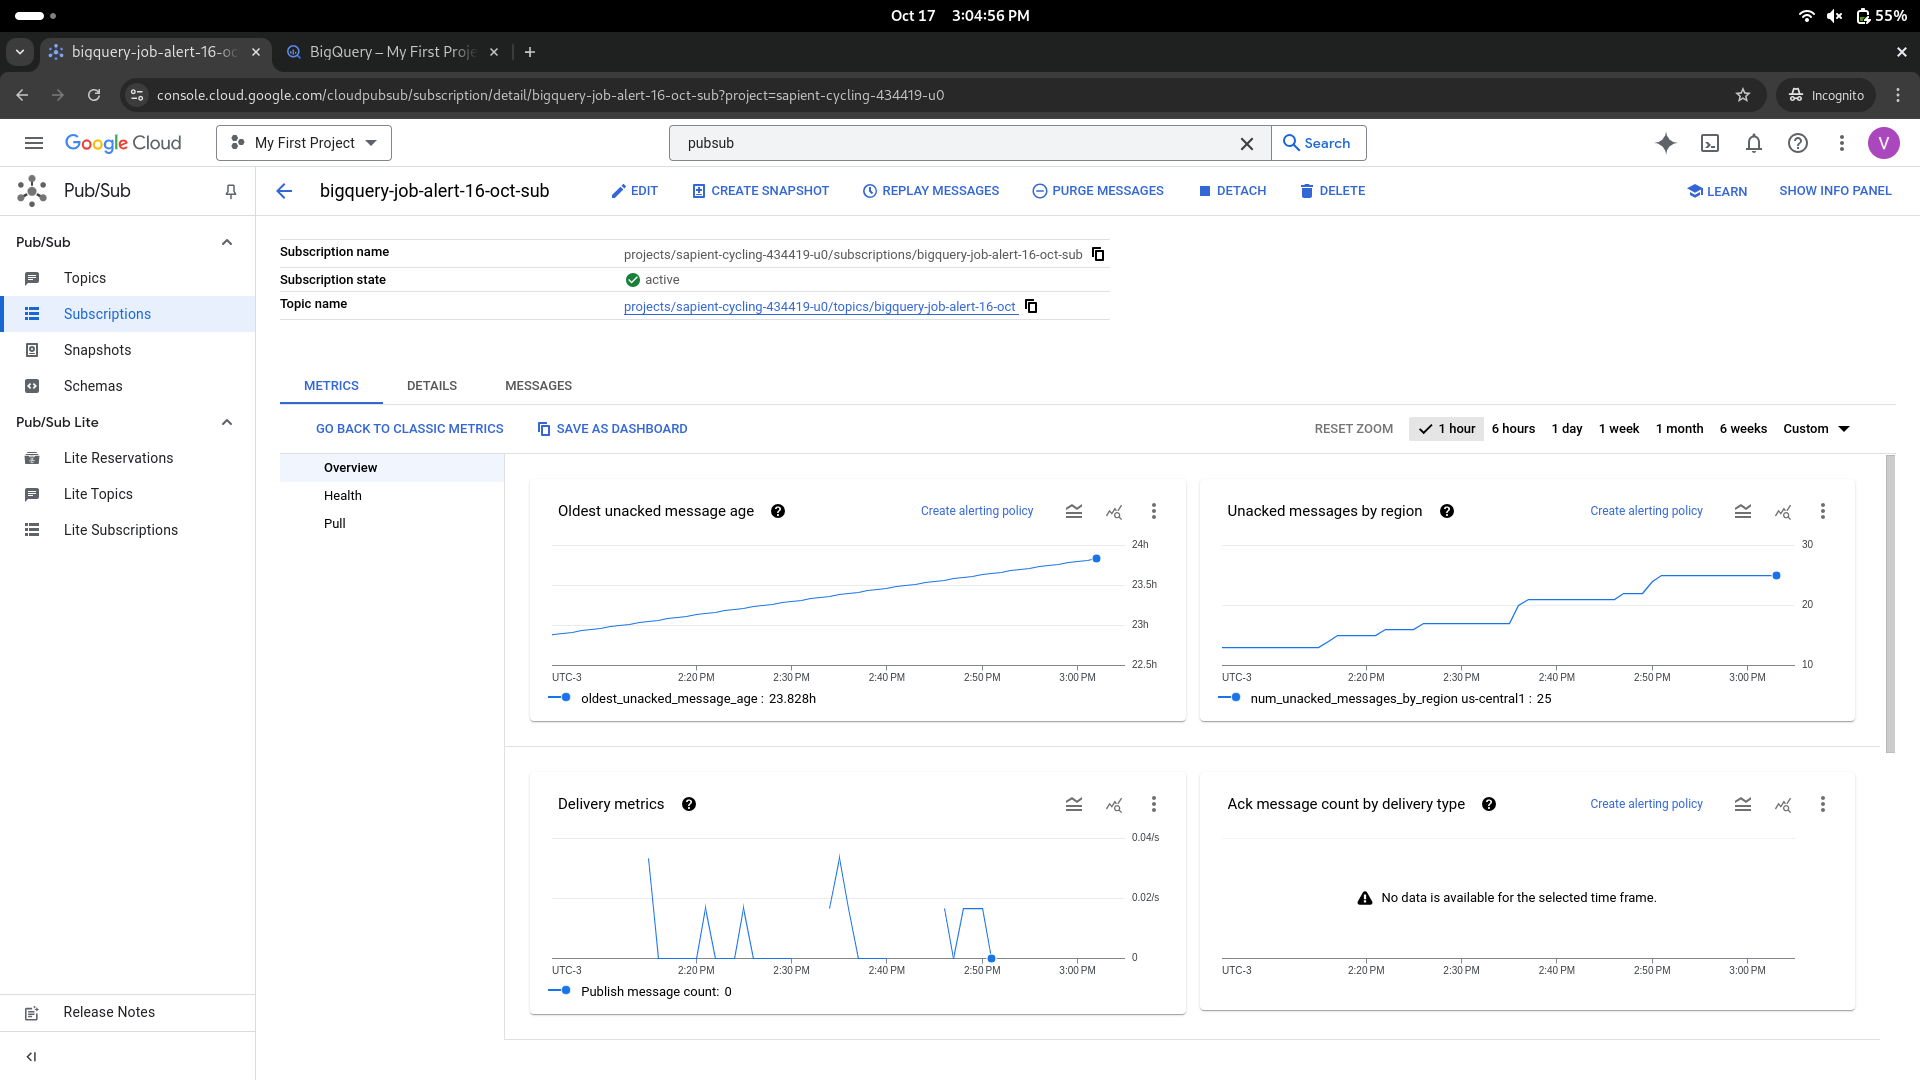 Oct 17 3:04:56 PM
55%
bigquery-job-alert-16-oc
BigQuery – My First Proje
console.cloud.google.com/cloudpubsub/subscription/detail/bigquery-job-alert-16-oct-sub?project=sapient-cycling-434419-u0
Incognito
Google Cloud
My First Project
pubsub
Search
V
Pub/Sub
bigquery-job-alert-16-oct-sub
EDIT
CREATE SNAPSHOT
REPLAY MESSAGES
PURGE MESSAGES
DETACH
DELETE
LEARN
SHOW INFO PANEL
Pub/Sub
Topics
Subscriptions
Snapshots
Schemas
Pub/Sub Lite
Lite Reservations
Lite Topics
Lite Subscriptions
Release Notes
Subscription name
projects/sapient-cycling-434419-u0/subscriptions/bigquery-job-alert-16-oct-sub
Subscription state
active
Topic name
projects/sapient-cycling-434419-u0/topics/bigquery-job-alert-16-oct
METRICS
DETAILS
MESSAGES
GO BACK TO CLASSIC METRICS
SAVE AS DASHBOARD
RESET ZOOM
1 hour
6 hours
1 day
1 week
1 month
6 weeks
Custom
Overview
Health
Pull
Oldest unacked message age
Create alerting policy
24h
23.5h
23h
22.5h
UTC-3 2:20 PM 2:30 PM 2:40 PM 2:50 PM 3:00 PM
oldest_unacked_message_age : 23.828h
Unacked messages by region
Create alerting policy
30
20
10
UTC-3 2:20 PM 2:30 PM 2:40 PM 2:50 PM 3:00 PM
num_unacked_messages_by_region us-central1 : 25
Delivery metrics
0.04/s
0.02/s
0
UTC-3 2:20 PM 2:30 PM 2:40 PM 2:50 PM 3:00 PM
Publish message count: 0
Ack message count by delivery type
Create alerting policy
No data is available for the selected time frame.
UTC-3 2:20 PM 2:30 PM 2:40 PM 2:50 PM 3:00 PM